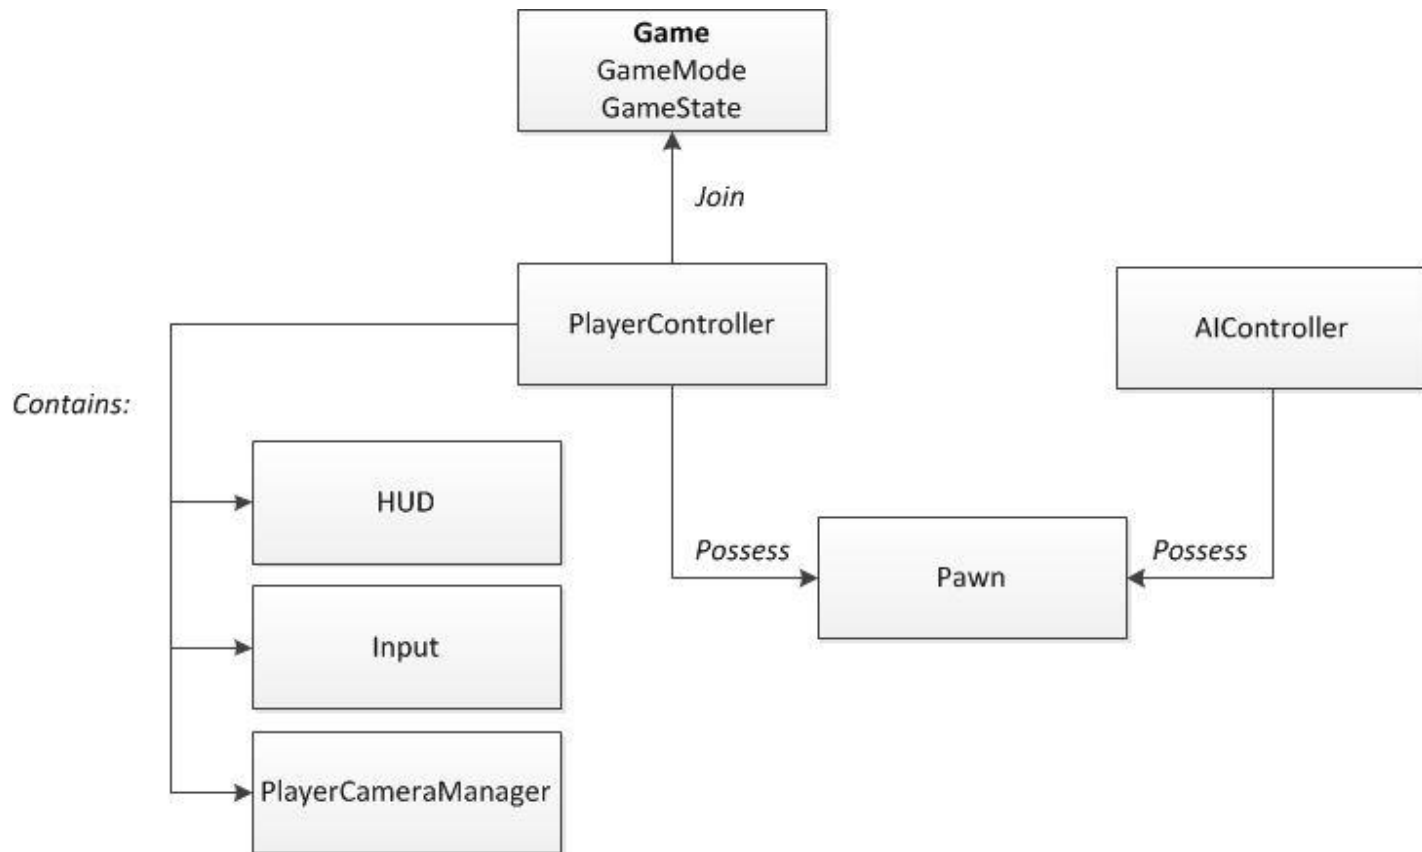 Game
GameMode
GameState
Join
PlayerController
AIController
Contains:
HUD
Possess
Pawn
Possess
Input
PlayerCameraManager